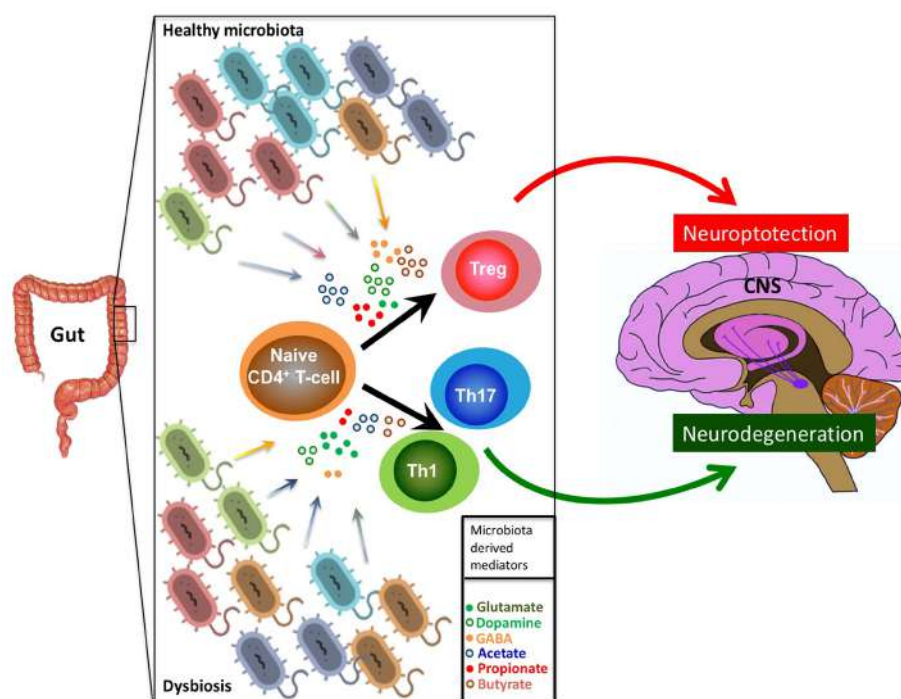 Healthy microbiota
Neuroptotection
Treg
CNS
Gut
Naive
CD4⁺ T-cell
Th17
Neurodegeneration
Th1
Microbiota
derived
mediators
Glutamate
Dopamine
GABA
Acetate
Propionate
Butyrate
Dysbiosis